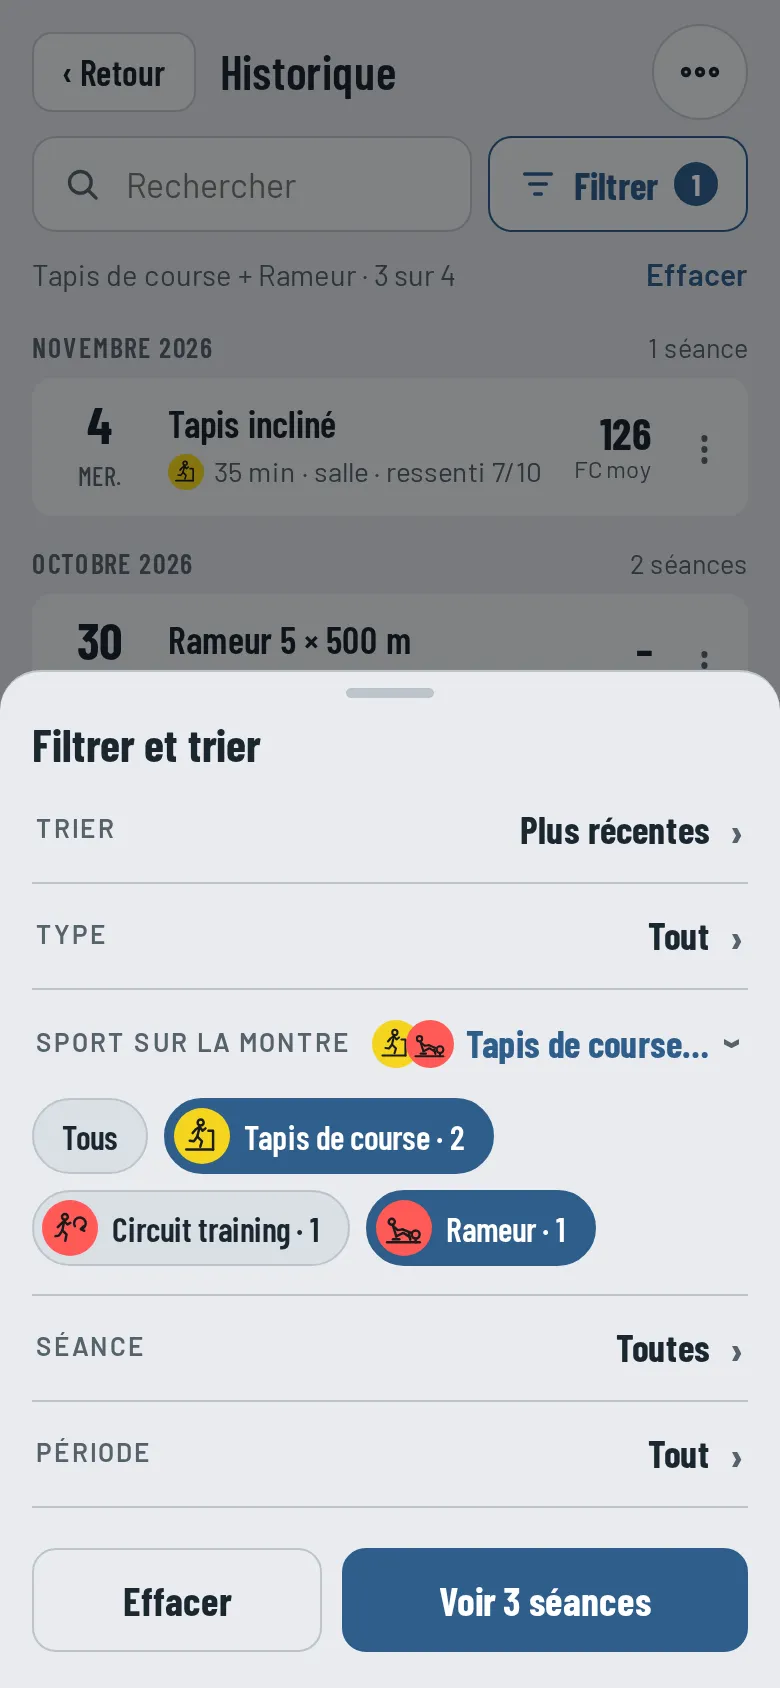 ‹ Retour
Historique
Rechercher
Filtrer 1
Tapis de course + Rameur · 3 sur 4
Effacer
NOVEMBRE 2026
1 séance
4
MER.
Tapis incliné
35 min · salle · ressenti 7/10
126
FC moy
OCTOBRE 2026
2 séances
30
Rameur 5 × 500 m
–
Filtrer et trier
TRIER
Plus récentes ›
TYPE
Tout ›
SPORT SUR LA MONTRE
Tapis de course...
Tous
Tapis de course · 2
Circuit training · 1
Rameur · 1
SÉANCE
Toutes ›
PÉRIODE
Tout ›
Effacer
Voir 3 séances